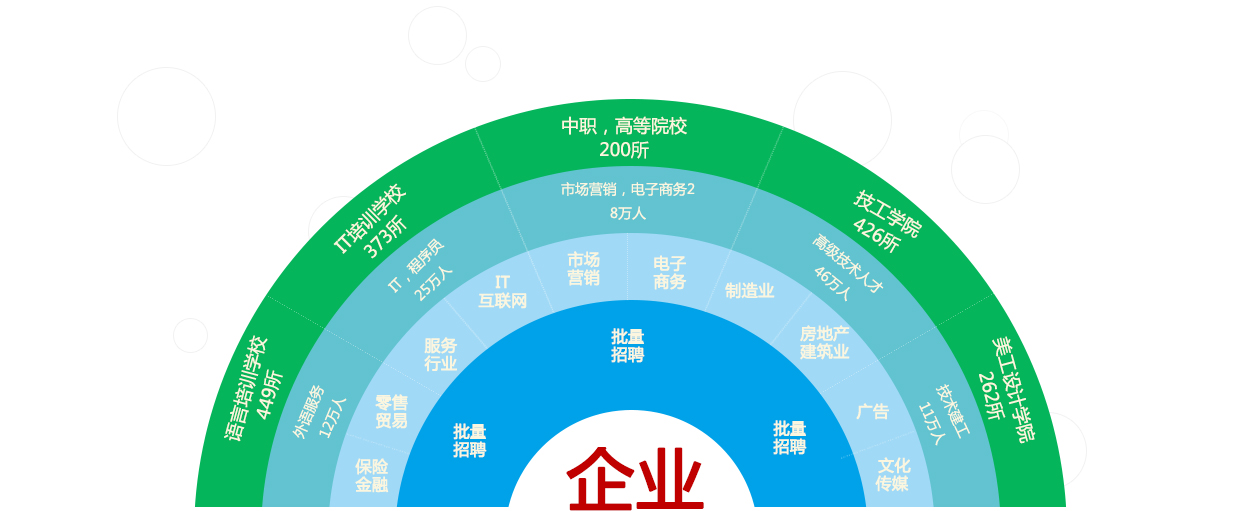 中职，高等院校
200所
IT培训学校
373所
技工学院
426所
语言培训学校
449所
美工设计学院
262所
市场营销，电子商务2
8万人
IT，程序员
25万人
高级技术人才
46万人
外语服务
12万人
技术建工
11万人
市场
营销
电子
商务
IT
互联网
制造业
服务
行业
房地产
建筑业
零售
贸易
广告
保险
金融
文化
传媒
批量
招聘
批量
招聘
批量
招聘
企业